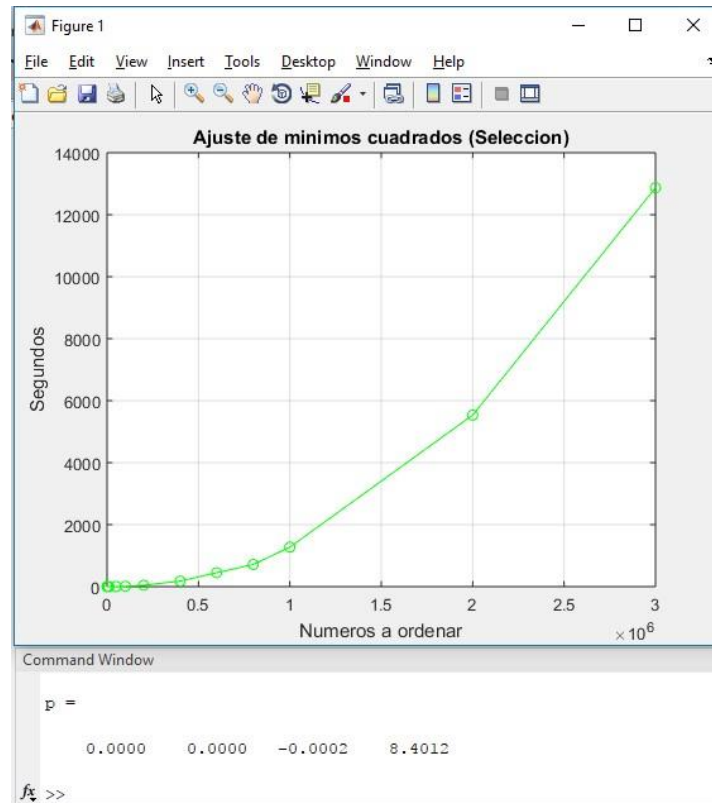 Figure 1
File Edit View Insert Tools Desktop Window Help
Ajuste de minimos cuadrados (Seleccion)
14000
12000
10000
8000
6000
4000
2000
0
Segundos
0 0.5 1 1.5 2 2.5 3
Numeros a ordenar
×10^6
Command Window
p =
0.0000 0.0000 -0.0002 8.4012
fx >>